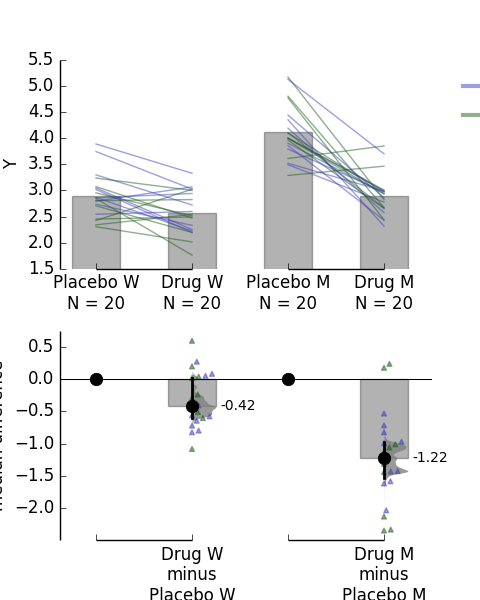 5.5
5.0
4.5
4.0
3.5
3.0
2.5
2.0
1.5
Y
Placebo W
N = 20
Drug W
N = 20
Placebo M
N = 20
Drug M
N = 20
0.5
0.0
−0.5
−1.0
−1.5
−2.0
difference
-0.42
-1.22
Drug W
minus
Placebo W
Drug M
minus
Placebo M